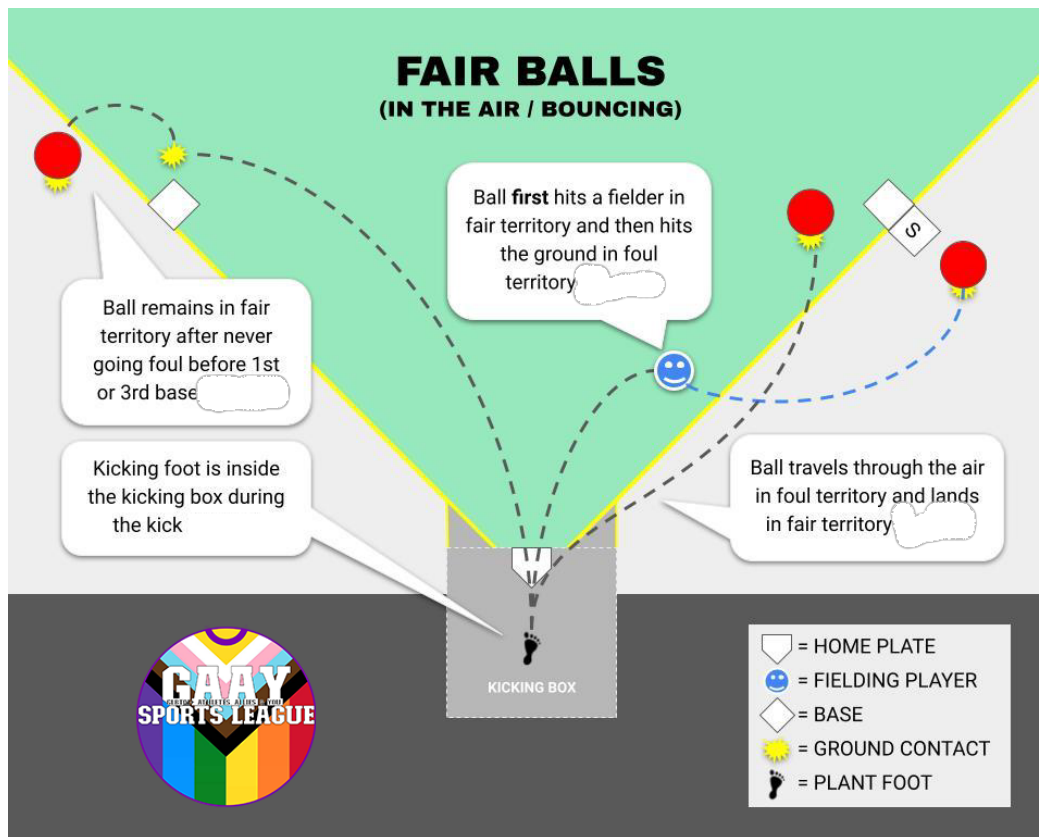 FAIR BALLS
(IN THE AIR / BOUNCING)
Ball first hits a fielder in
fair territory and then hits
the ground in foul
territory
S
Ball remains in fair
territory after never
going foul before 1st
or 3rd base
Kicking foot is inside
the kicking box during
the kick
Ball travels through the air
in foul territory and lands
in fair territory
KICKING BOX
GAAY
SPORTS LEAGUE
= HOME PLATE
= FIELDING PLAYER
= BASE
= GROUND CONTACT
= PLANT FOOT